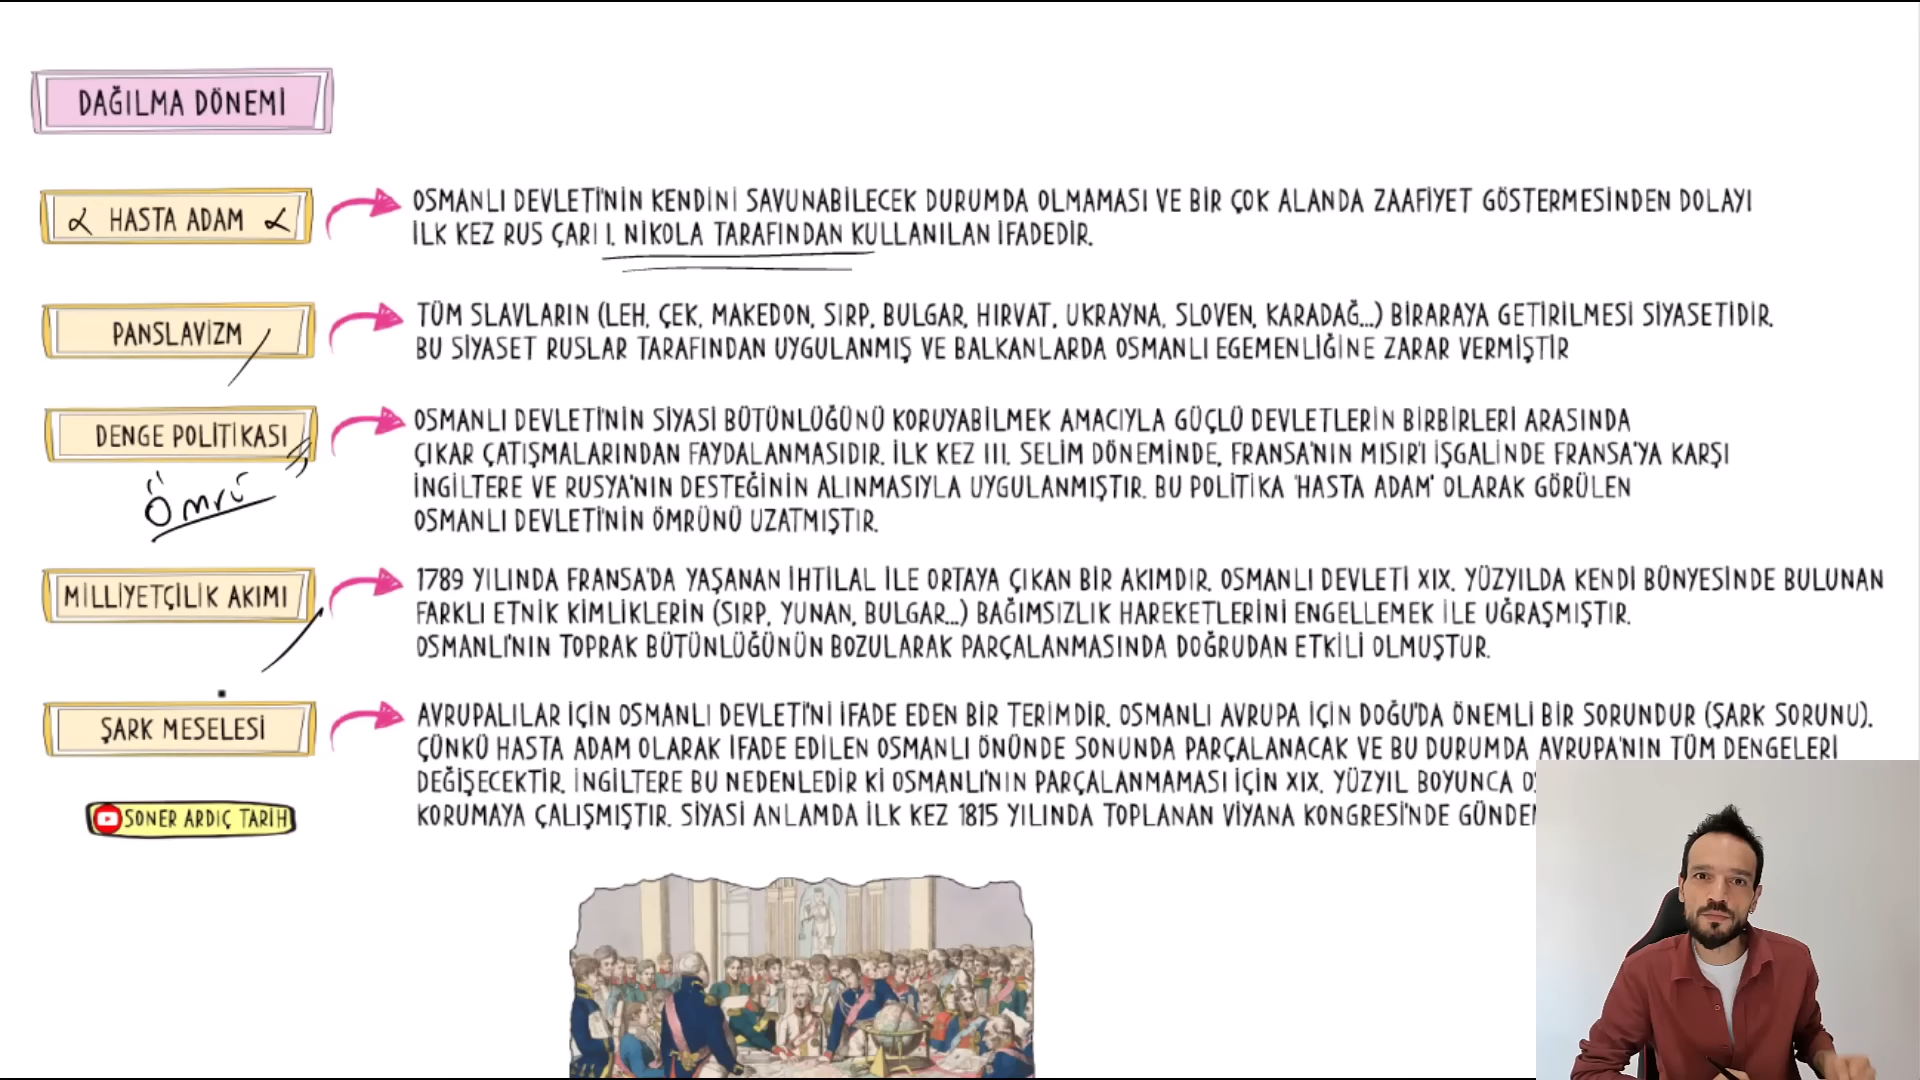 DAĞILMA DÖNEMİ
HASTA ADAM
OSMANLI DEVLETİ'NİN KENDİNİ SAVUNABİLECEK DURUMDA OLMAMASI VE BİR ÇOK ALANDA ZAAFİYET GÖSTERMESİNDEN DOLAYI
İLK KEZ RUS ÇARI I. NİKOLA TARAFINDAN KULLANILAN İFADEDİR.
PANSLAVİZM
TÜM SLAVLARIN (LEH, ÇEK, MAKEDON, SIRP, BULGAR, HIRVAT, UKRAYNA, SLOVEN, KARADAĞ...) BİRARAYA GETİRİLMESİ SİYASETİDİR.
BU SİYASET RUSLAR TARAFINDAN UYGULANMIŞ VE BALKANLARDA OSMANLI EGEMENLİĞİNE ZARAR VERMİŞTİR
DENGE POLİTİKASI
Ömrü
OSMANLI DEVLETİ'NİN SİYASİ BÜTÜNLÜĞÜNÜ KORUYABİLMEK AMACIYLA GÜÇLÜ DEVLETLERİN BİRBİRLERİ ARASINDA
ÇIKAR ÇATIŞMALARINDAN FAYDALANMASIDIR. İLK KEZ III. SELİM DÖNEMİNDE, FRANSA'NIN MISIR'I İŞGALİNDE FRANSA'YA KARŞI
İNGİLTERE VE RUSYA'NIN DESTEĞİNİN ALINMASIYLA UYGULANMIŞTIR. BU POLİTİKA 'HASTA ADAM' OLARAK GÖRÜLEN
OSMANLI DEVLETİ'NİN ÖMRÜNÜ UZATMIŞTIR.
MİLLİYETÇİLİK AKIMI
1789 YILINDA FRANSA'DA YAŞANAN İHTİLAL İLE ORTAYA ÇIKAN BİR AKIMDIR. OSMANLI DEVLETİ XIX. YÜZYILDA KENDİ BÜNYESİNDE BULUNAN
FARKLI ETNİK KİMLİKLERİN (SIRP, YUNAN, BULGAR...) BAĞIMSIZLIK HAREKETLERİNİ ENGELLEMEK İLE UĞRAŞMIŞTIR.
OSMANLI'NIN TOPRAK BÜTÜNLÜĞÜNÜN BOZULARAK PARÇALANMASINDA DOĞRUDAN ETKİLİ OLMUŞTUR.
ŞARK MESELESİ
AVRUPALILAR İÇİN OSMANLI DEVLETİ'Nİ İFADE EDEN BİR TERİMDİR. OSMANLI AVRUPA İÇİN DOĞU'DA ÖNEMLİ BİR SORUNDUR (ŞARK SORUNU).
ÇÜNKÜ HASTA ADAM OLARAK İFADE EDİLEN OSMANLI ÖNÜNDE SONUNDA PARÇALANACAK VE BU DURUMDA AVRUPA'NIN TÜM DENGELERİ
DEĞİŞECEKTİR. İNGİLTERE BU NEDENLEDİR Kİ OSMANLI'NIN PARÇALANMAMASI İÇİN XIX. YÜZYIL BOYUNCA
KORUMAYA ÇALIŞMIŞTIR. SİYASİ ANLAMDA İLK KEZ 1815 YILINDA TOPLANAN VİYANA KONGRESİ'NDE
SONER ARDIÇ TARİH